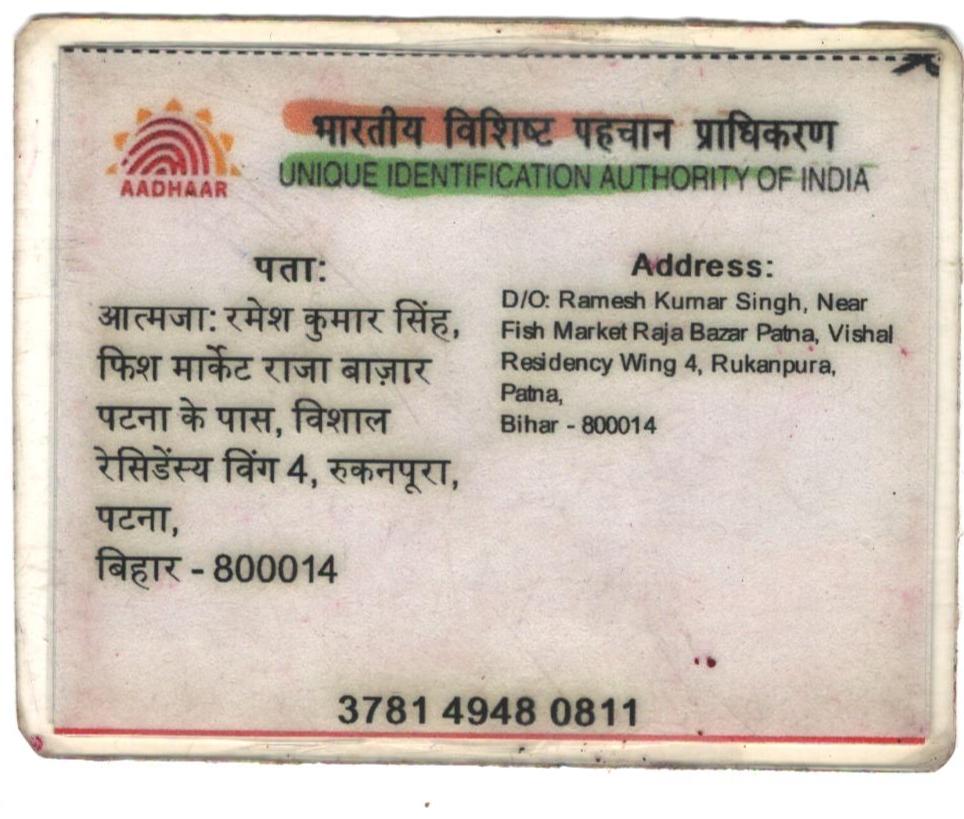 भारतीय विशिष्ट पहचान प्राधिकरण
AADHAAR
UNIQUE IDENTIFICATION AUTHORITY OF INDIA
पता:
आत्मजा: रमेश कुमार सिंह,
फिश मार्केट राजा बाज़ार
पटना के पास, विशाल
रेसिडेंस्य विंग 4, रुकनपूरा,
पटना,
बिहार - 800014
Address:
D/O: Ramesh Kumar Singh, Near
Fish Market Raja Bazar Patna, Vishal
Residency Wing 4, Rukanpura,
Patna,
Bihar - 800014
3781 4948 0811